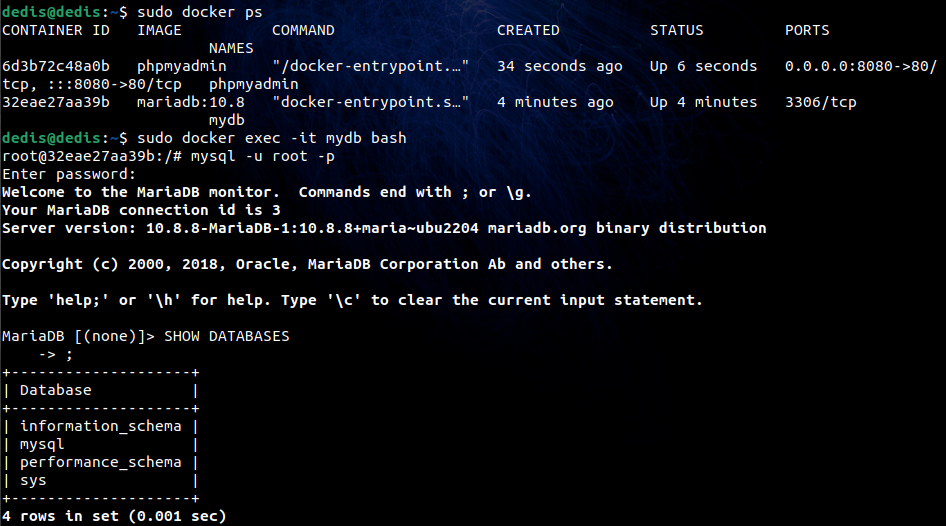 dedis@dedis:~$ sudo docker ps
CONTAINER ID   IMAGE          COMMAND                  CREATED          STATUS         PORTS
                       NAMES
6d3b72c48a0b   phpmyadmin     "/docker-entrypoint.…"   34 seconds ago   Up 6 seconds   0.0.0.0:8080->80/
tcp, :::8080->80/tcp   phpmyadmin
32eae27aa39b   mariadb:10.8   "docker-entrypoint.s…"   4 minutes ago    Up 4 minutes   3306/tcp
                       mydb
dedis@dedis:~$ sudo docker exec -it mydb bash
root@32eae27aa39b:/# mysql -u root -p
Enter password:
Welcome to the MariaDB monitor.  Commands end with ; or \g.
Your MariaDB connection id is 3
Server version: 10.8.8-MariaDB-1:10.8.8+maria~ubu2204 mariadb.org binary distribution

Copyright (c) 2000, 2018, Oracle, MariaDB Corporation Ab and others.

Type 'help;' or '\h' for help. Type '\c' to clear the current input statement.

MariaDB [(none)]> SHOW DATABASES
    -> ;
+--------------------+
| Database           |
+--------------------+
| information_schema |
| mysql              |
| performance_schema |
| sys                |
+--------------------+
4 rows in set (0.001 sec)